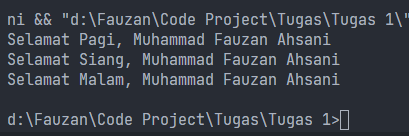 ni && "d:\Fauzan\Code Project\Tugas\Tugas 1\"
Selamat Pagi, Muhammad Fauzan Ahsani
Selamat Siang, Muhammad Fauzan Ahsani
Selamat Malam, Muhammad Fauzan Ahsani
d:\Fauzan\Code Project\Tugas\Tugas 1>